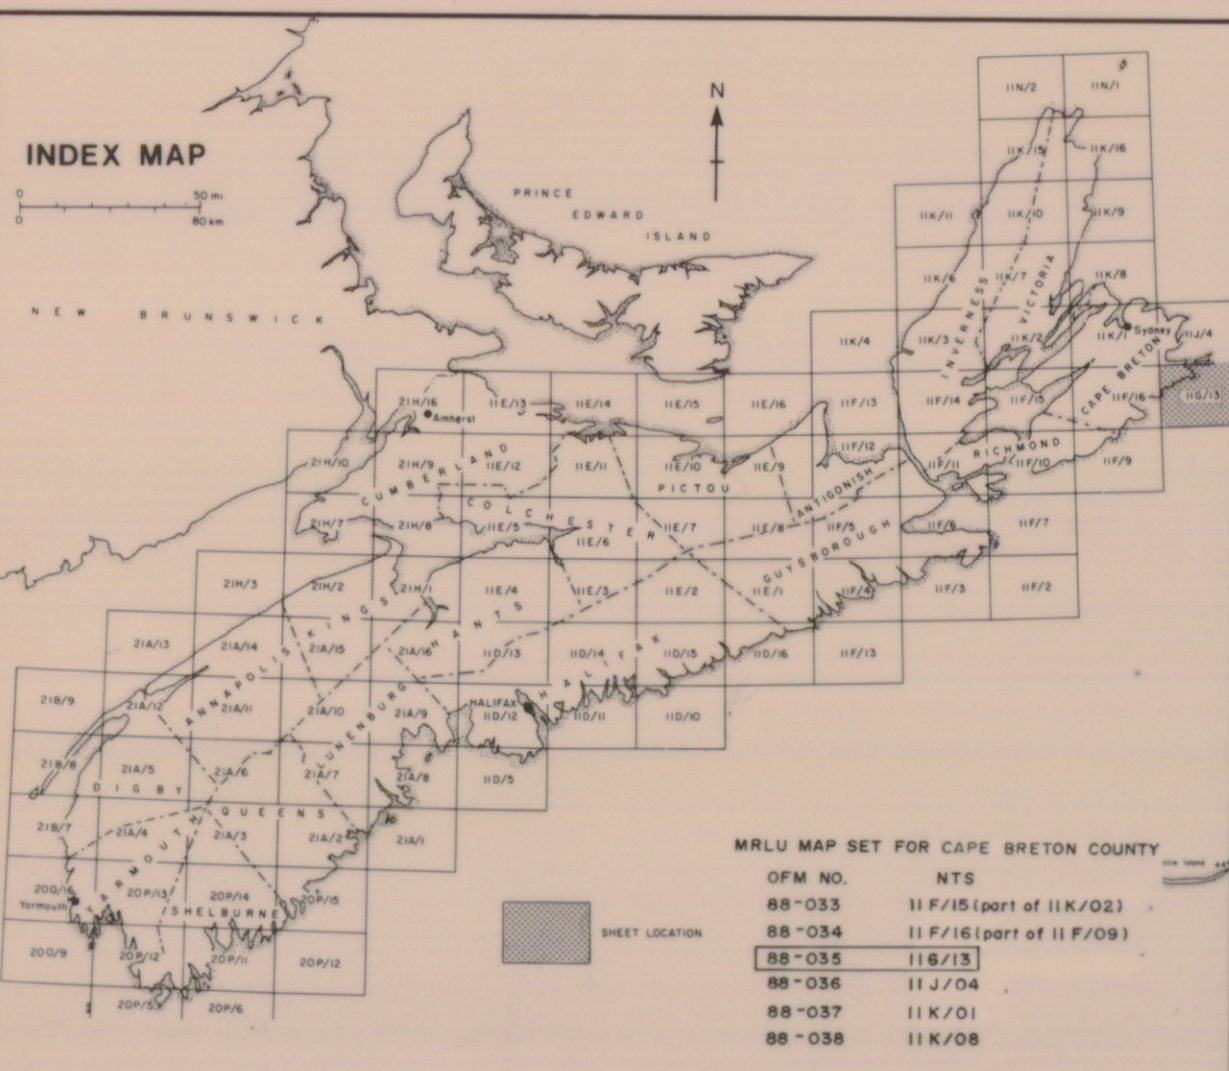 INDEX MAP
0 50 mi
0 80 km
N
PRINCE
EDWARD
ISLAND
NEW BRUNSWICK
11N/2 11N/1
11K/15 11K/16
11K/11 11K/10 11K/9
11K/6 11K/7 11K/8
INVERNESS
VICTORIA
11K/4 11K/3 11K/2 11K/1 Sydney 11J/4
CAPE BRETON
21H/16 11E/13 11E/14 11E/15 11E/16 11F/13 11F/14 11F/15 11F/16 11G/13
Amherst
11F/12
RICHMOND
21H/10 21H/9 11E/12 11E/11 11E/10 11E/9 11F/11 11F/10 11F/9
CUMBERLAND
PICTOU
ANTIGONISH
COLCHESTER
21H/7 21H/8 11E/5 11E/6 11E/7 11E/8 11F/5 11F/6 11F/7
GUYSBOROUGH
21H/3 21H/2 21H/1 11E/4 11E/3 11E/2 11E/1 11F/4 11F/3 11F/2
KINGS
HANTS
21A/13 21A/14 21A/15 21A/16 11D/13 11D/14 11D/15 11D/16 11F/13
ANNAPOLIS
HALIFAX
LUNENBURG
HALIFAX
21B/9 21A/12 21A/11 21A/10 21A/9 11D/12 11D/11 11D/10
21B/8 21A/5 21A/6 21A/7 21A/8 11D/5
DIGBY
QUEENS
21B/7 21A/4 21A/3 21A/2 21A/1
YARMOUTH
20O/16 20P/13 20P/14 20P/15
Yarmouth
SHELBURNE
20O/9 20P/12 20P/11 20P/12
20P/5 20P/6
SHEET LOCATION
MRLU MAP SET FOR CAPE BRETON COUNTY
OFM NO. NTS
88-033 11F/15(part of 11K/02)
88-034 11F/16(part of 11F/09)
88-035 11G/13
88-036 11J/04
88-037 11K/01
88-038 11K/08
Island 44°